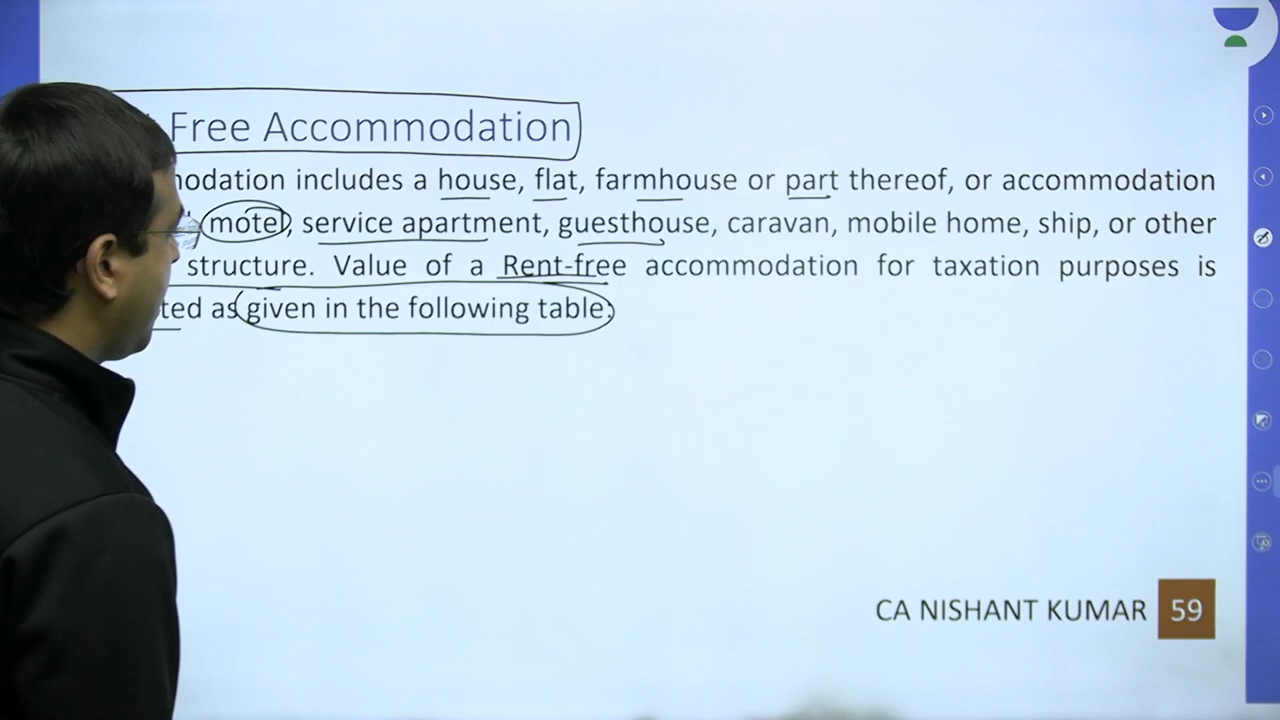 Free Accommodation
includes a house, flat, farmhouse or part thereof, or accommodation
motel, service apartment, guesthouse, caravan, mobile home, ship, or other
structure. Value of a Rent-free accommodation for taxation purposes is
as given in the following table:
CA NISHANT KUMAR 59